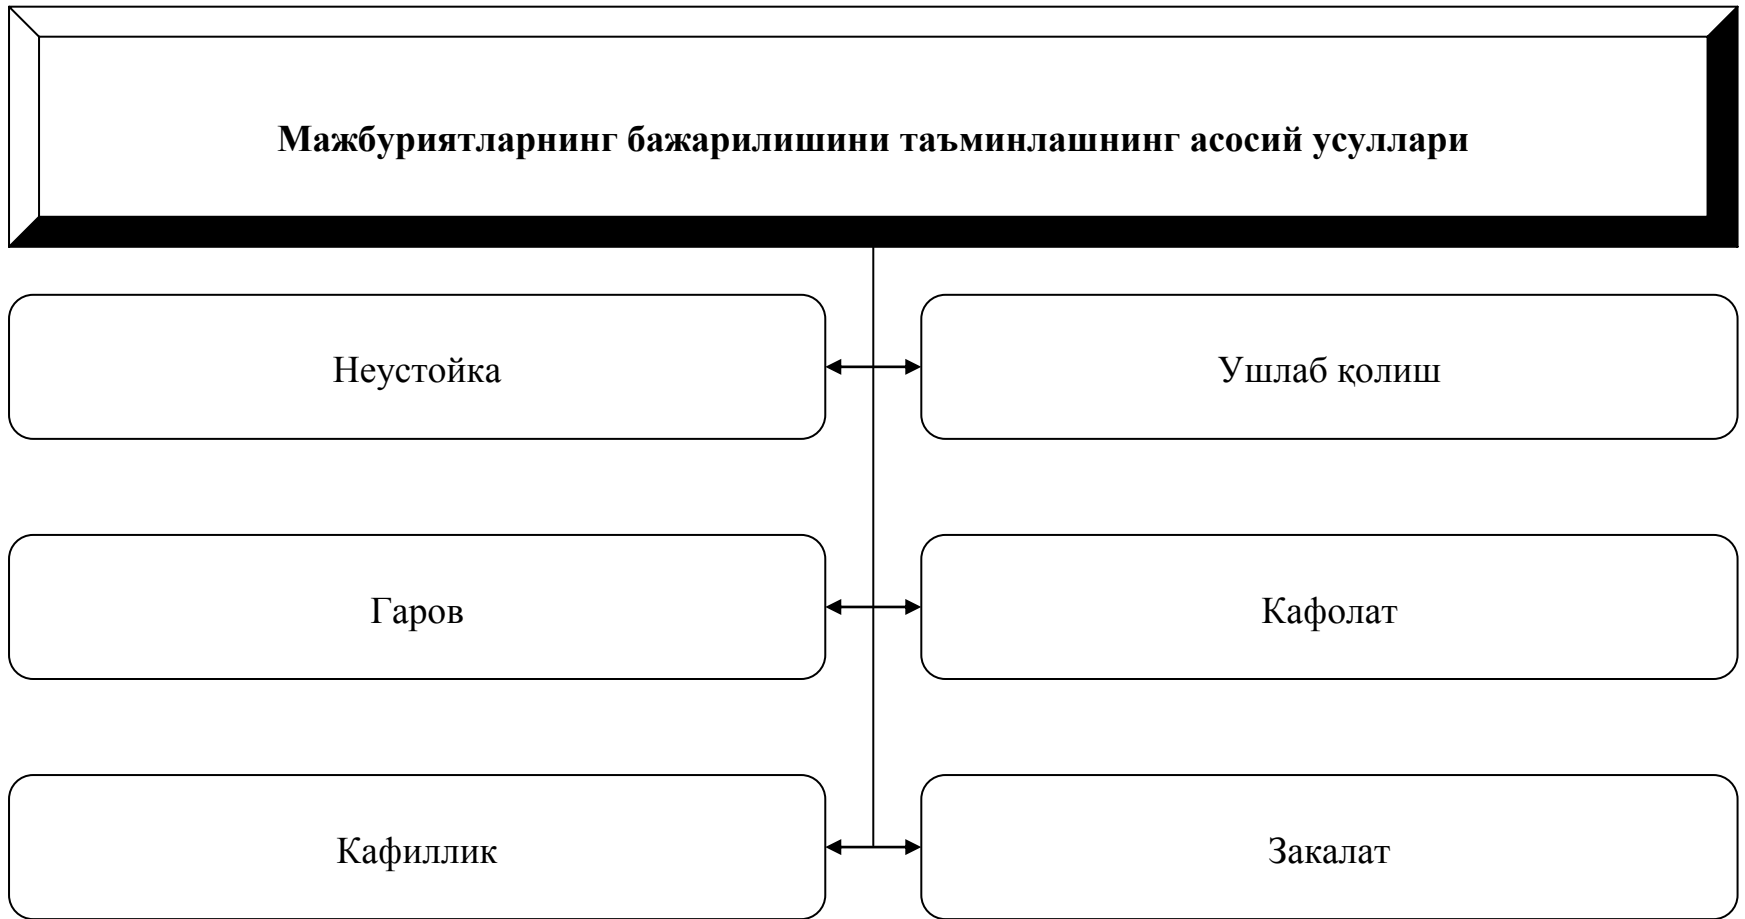 Мажбуриятларнинг бажарилишини таъминлашнинг асосий усуллари
Неустойка
Ушлаб қолиш
Гаров
Кафолат
Кафиллик
Закалат